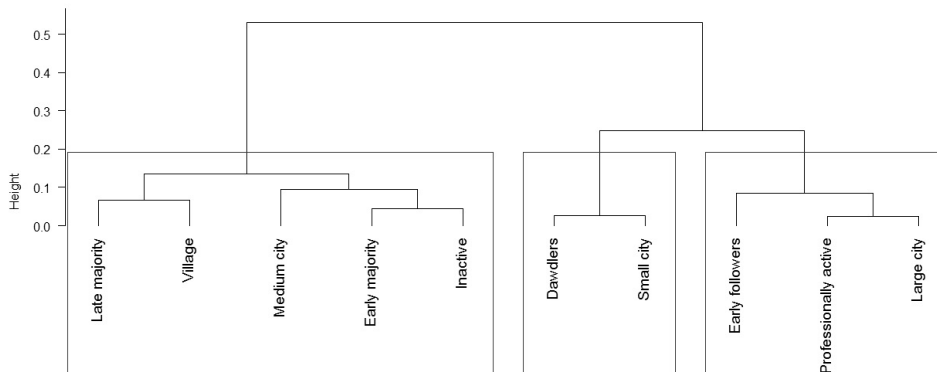 0.5
0.4
0.3
0.2
0.1
0.0
Height
Late majority
Village
Medium city
Early majority
Inactive
Dawdlers
Small city
Early followers
Professionally active
Large city